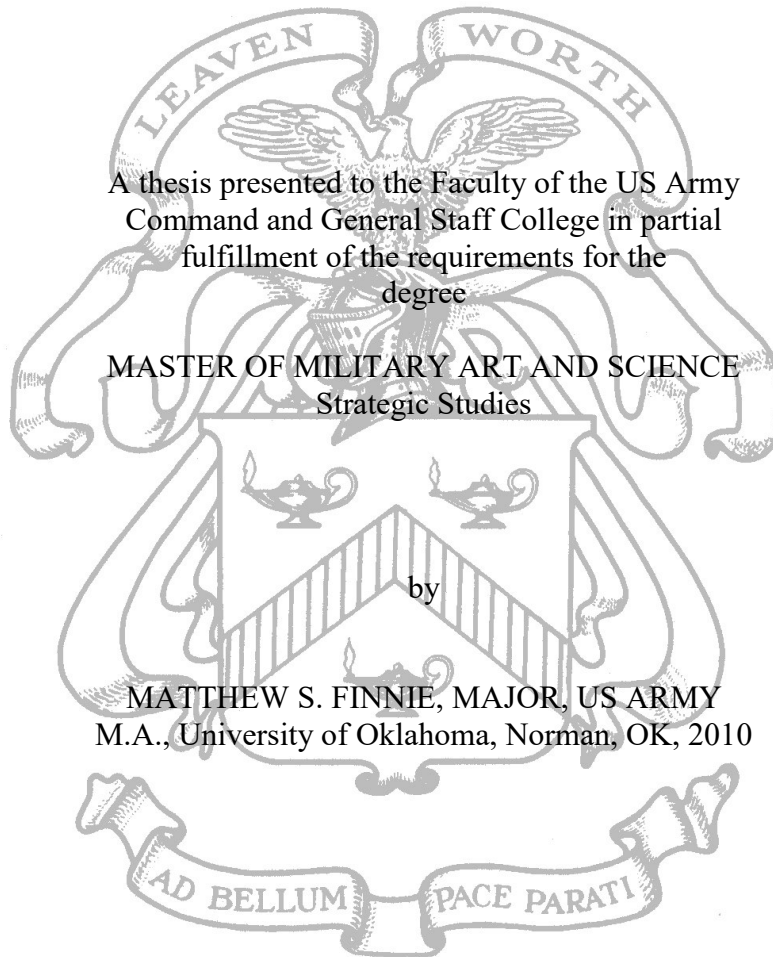 LEAVEN WORTH
A thesis presented to the Faculty of the US Army
Command and General Staff College in partial
fulfillment of the requirements for the
degree
MASTER OF MILITARY ART AND SCIENCE
Strategic Studies
by
MATTHEW S. FINNIE, MAJOR, US ARMY
M.A., University of Oklahoma, Norman, OK, 2010
AD BELLUM PACE PARATI